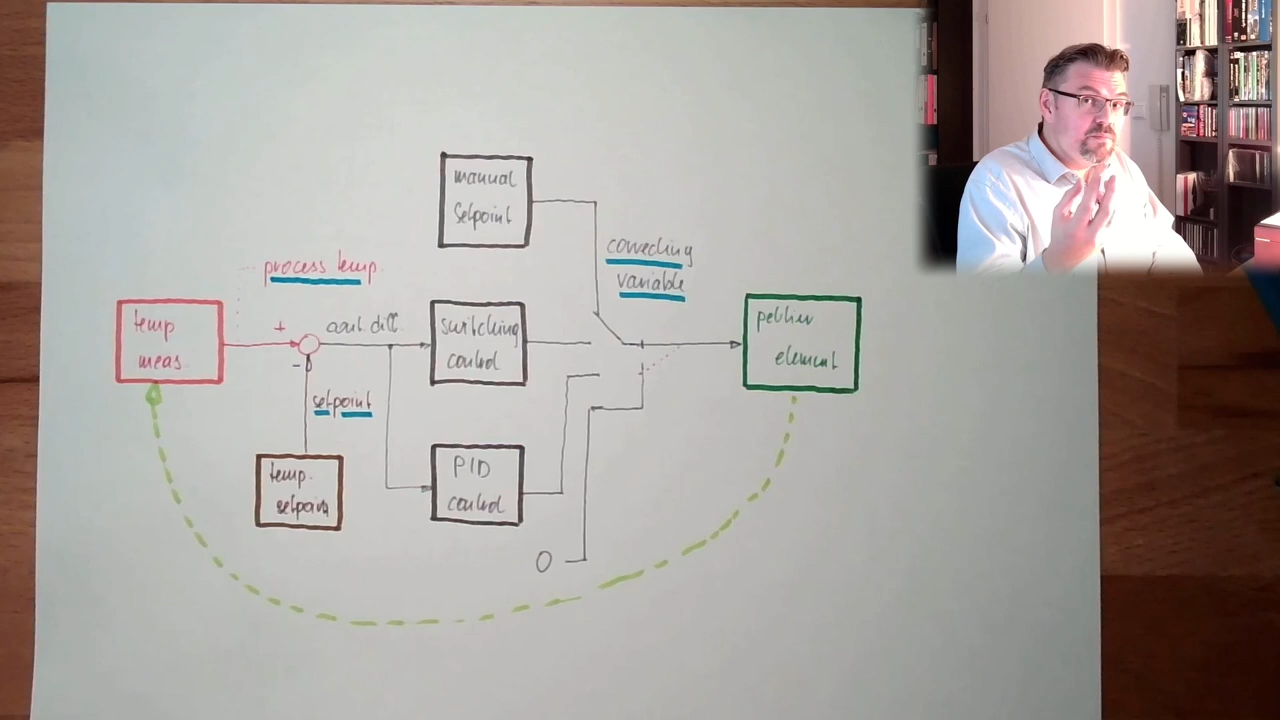 manual
Setpoint
correcting
variable
process temp.
temp
meas.
+
-
cont. diff.
switching
control
peltier
element
setpoint
temp.
setpoint
PID
control
0